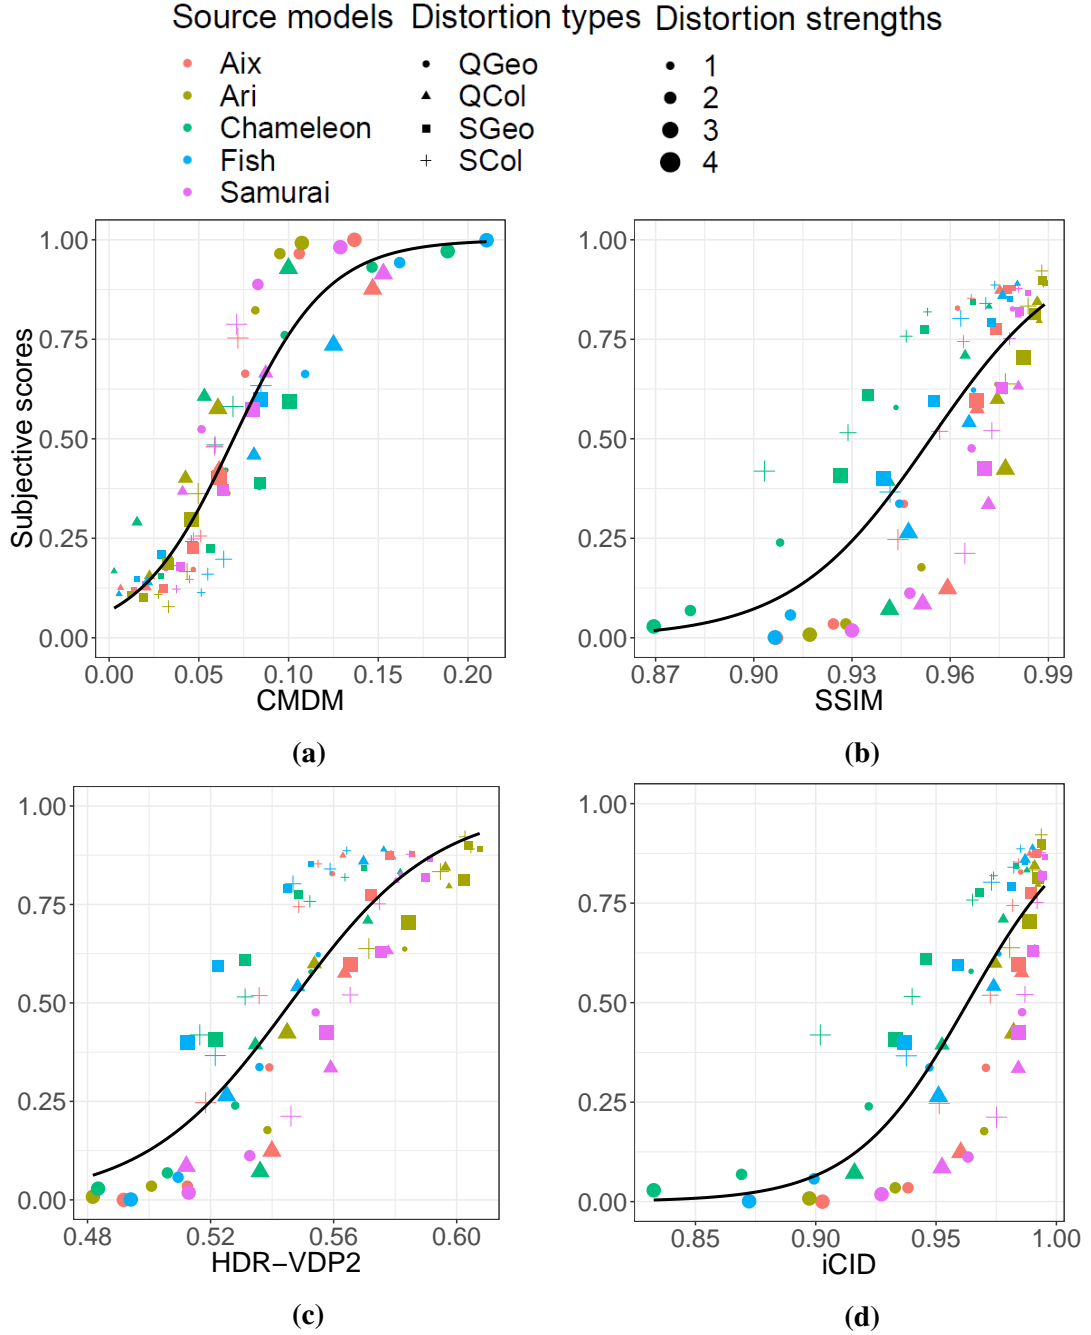 Source models Distortion types Distortion strengths
Aix QGeo 1
Ari QCol 2
Chameleon SGeo 3
Fish SCol 4
Samurai
1.00
0.75
0.50
0.25
0.00
Subjective scores
0.00 0.05 0.10 0.15 0.20
CMDM
(a)
1.00
0.75
0.50
0.25
0.00
0.87 0.90 0.93 0.96 0.99
SSIM
(b)
1.00
0.75
0.50
0.25
0.00
0.48 0.52 0.56 0.60
HDR−VDP2
(c)
1.00
0.75
0.50
0.25
0.00
0.85 0.90 0.95 1.00
iCID
(d)